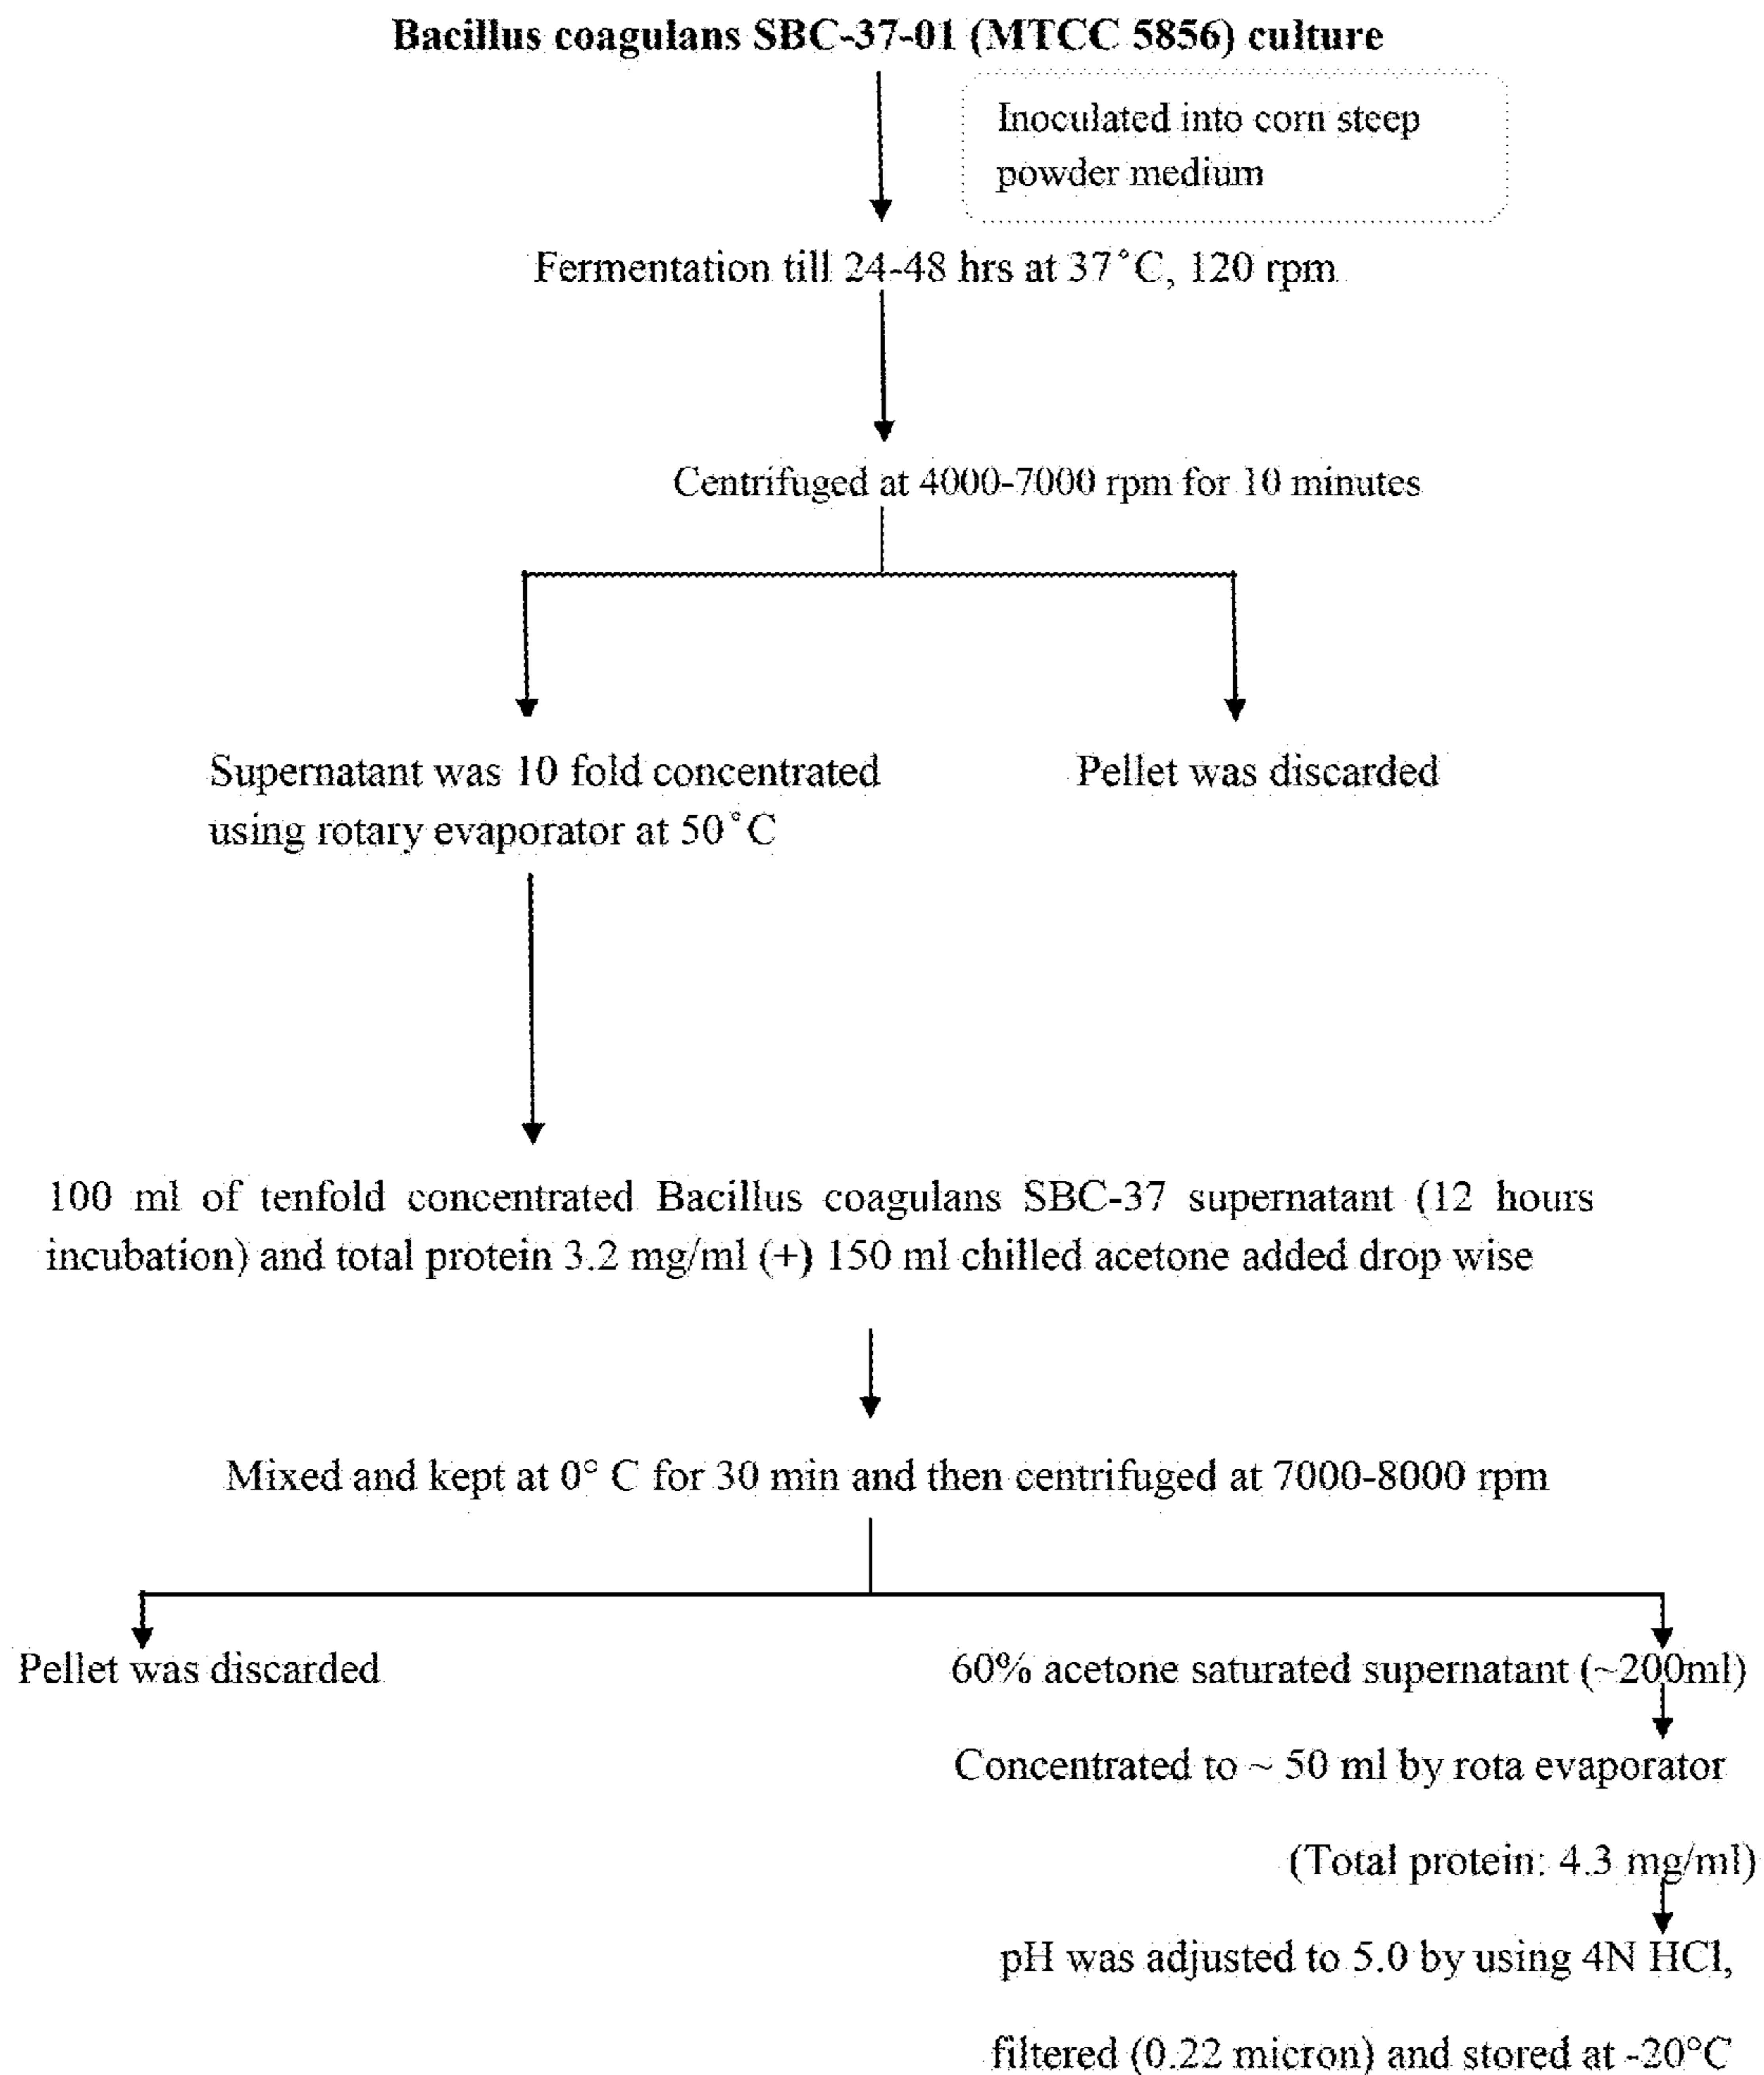 Bacillus coagulans SBC-37-01 (MTCC 5856) culture
Inoculated into corn steep
powder medium
Fermentation till 24-48 hrs at 37°C, 120 rpm
Centrifuged at 4000-7000 rpm for 10 minutes
Supernatant was 10 fold concentrated
using rotary evaporator at 50°C
Pellet was discarded
100 ml of tenfold concentrated Bacillus coagulans SBC-37 supernatant (12 hours
incubation) and total protein 3.2 mg/ml (+) 150 ml chilled acetone added drop wise
Mixed and kept at 0° C for 30 min and then centrifuged at 7000-8000 rpm
Pellet was discarded
60% acetone saturated supernatant (~200ml)
Concentrated to ~ 50 ml by rota evaporator
(Total protein: 4.3 mg/ml)
pH was adjusted to 5.0 by using 4N HCl,
filtered (0.22 micron) and stored at -20°C